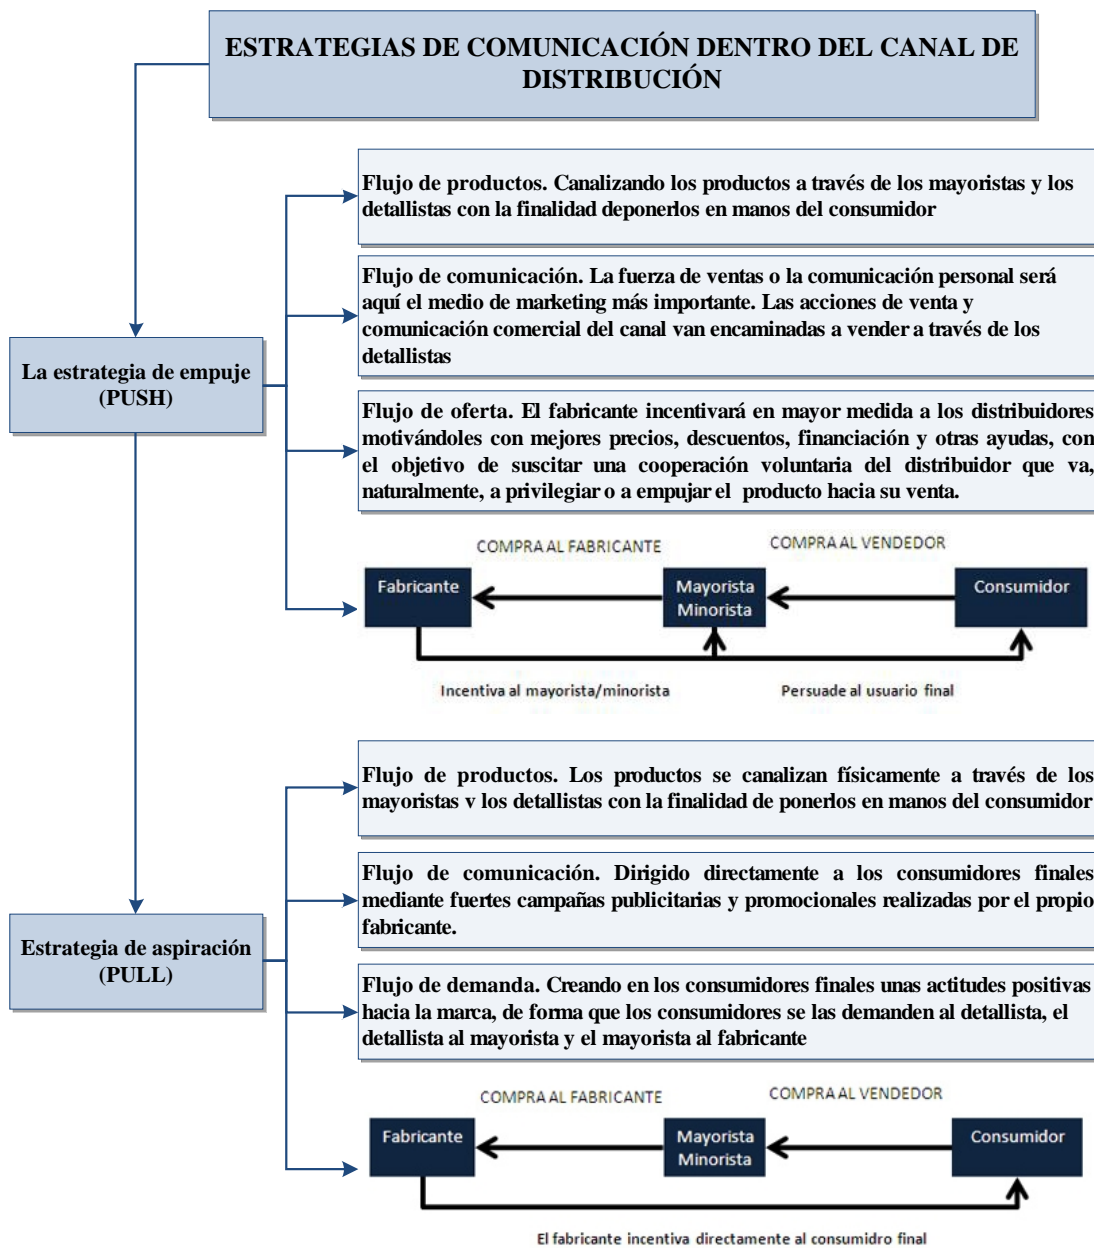 ESTRATEGIAS DE COMUNICACIÓN DENTRO DEL CANAL DE
DISTRIBUCIÓN
La estrategia de empuje
(PUSH)
Flujo de productos. Canalizando los productos a través de los mayoristas y los
detallistas con la finalidad deponerlos en manos del consumidor
Flujo de comunicación. La fuerza de ventas o la comunicación personal será
aquí el medio de marketing más importante. Las acciones de venta y
comunicación comercial del canal van encaminadas a vender a través de los
detallistas
Flujo de oferta. El fabricante incentivará en mayor medida a los distribuidores
motivándoles con mejores precios, descuentos, financiación y otras ayudas, con
el objetivo de suscitar una cooperación voluntaria del distribuidor que va,
naturalmente, a privilegiar o a empujar el producto hacia su venta.
COMPRA AL FABRICANTE
COMPRA AL VENDEDOR
Fabricante
Mayorista
Minorista
Consumidor
Incentiva al mayorista/minorista
Persuade al usuario final
Estrategia de aspiración
(PULL)
Flujo de productos. Los productos se canalizan físicamente a través de los
mayoristas v los detallistas con la finalidad de ponerlos en manos del consumidor
Flujo de comunicación. Dirigido directamente a los consumidores finales
mediante fuertes campañas publicitarias y promocionales realizadas por el propio
fabricante.
Flujo de demanda. Creando en los consumidores finales unas actitudes positivas
hacia la marca, de forma que los consumidores se las demanden al detallista, el
detallista al mayorista y el mayorista al fabricante
COMPRA AL FABRICANTE
COMPRA AL VENDEDOR
Fabricante
Mayorista
Minorista
Consumidor
El fabricante incentiva directamente al consumidro final